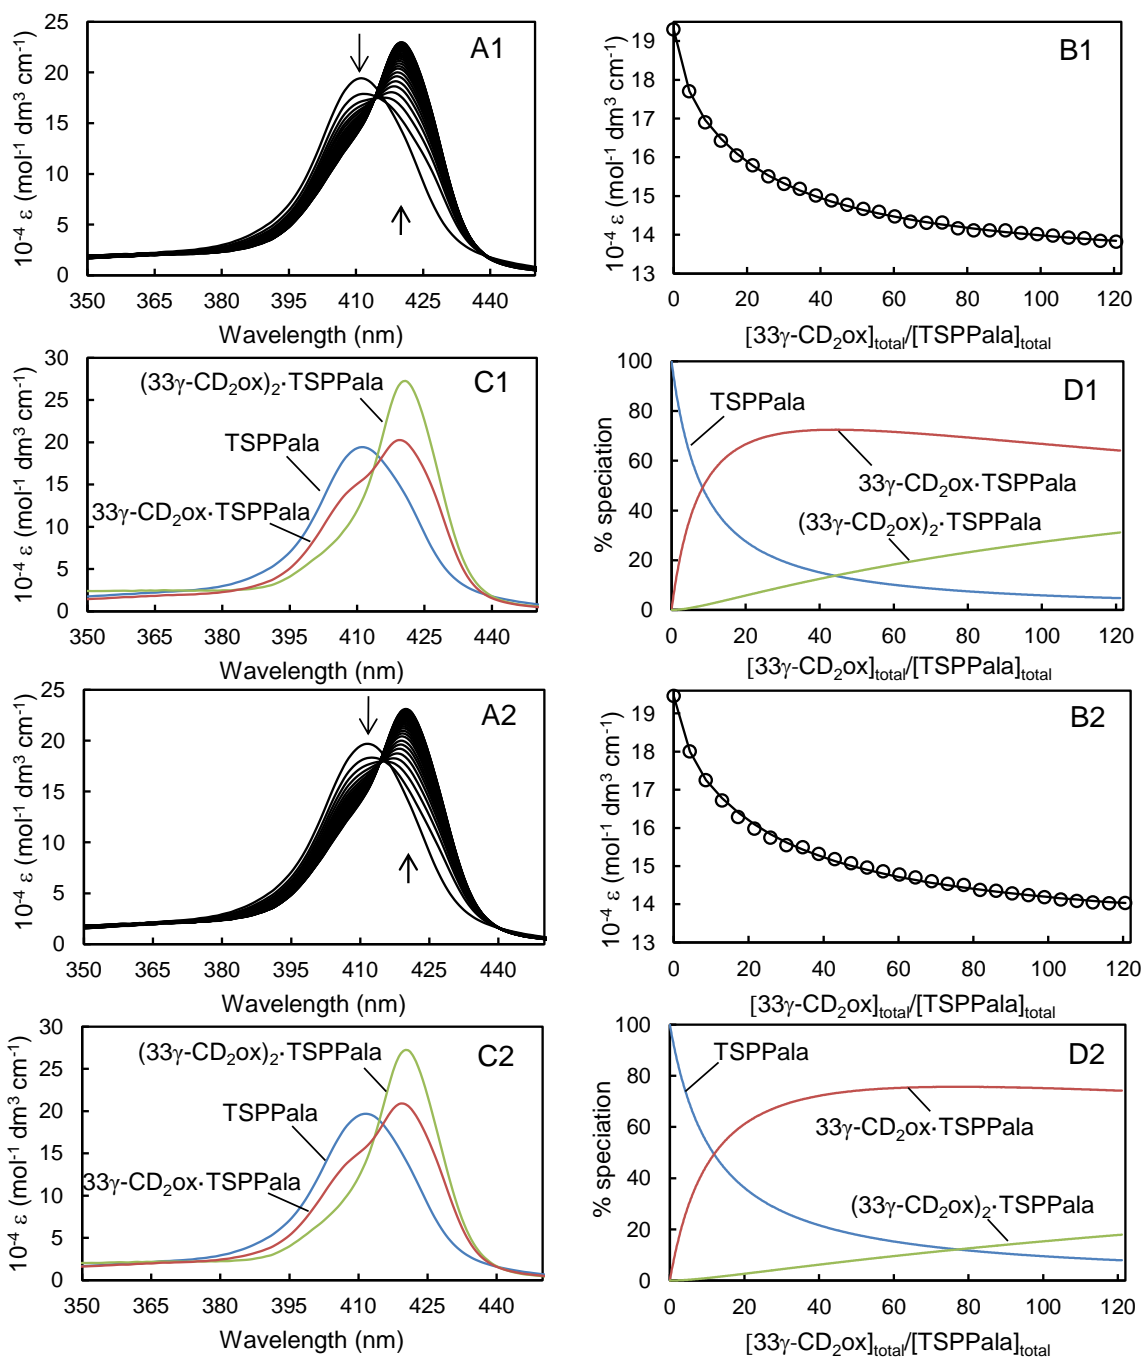 A1
10⁻⁴ ε (mol⁻¹ dm³ cm⁻¹)
25
20
15
10
5
0
350 365 380 395 410 425 440
Wavelength (nm)
B1
10⁻⁴ ε (mol⁻¹ dm³ cm⁻¹)
19
18
17
16
15
14
13
0 20 40 60 80 100 120
[33γ-CD₂ox]total/[TSPPala]total
C1
10⁻⁴ ε (mol⁻¹ dm³ cm⁻¹)
30
25
20
15
10
5
0
(33γ-CD₂ox)₂·TSPPala
TSPPala
33γ-CD₂ox·TSPPala
350 365 380 395 410 425 440
Wavelength (nm)
D1
% speciation
100
80
60
40
20
0
TSPPala
33γ-CD₂ox·TSPPala
(33γ-CD₂ox)₂·TSPPala
0 20 40 60 80 100 120
[33γ-CD₂ox]total/[TSPPala]total
A2
10⁻⁴ ε (mol⁻¹ dm³ cm⁻¹)
25
20
15
10
5
0
350 365 380 395 410 425 440
Wavelength (nm)
B2
10⁻⁴ ε (mol⁻¹ dm³ cm⁻¹)
19
18
17
16
15
14
13
0 20 40 60 80 100 120
[33γ-CD₂ox]total/[TSPPala]total
C2
10⁻⁴ ε (mol⁻¹ dm³ cm⁻¹)
30
25
20
15
10
5
0
(33γ-CD₂ox)₂·TSPPala
TSPPala
33γ-CD₂ox·TSPPala
350 365 380 395 410 425 440
Wavelength (nm)
D2
% speciation
100
80
60
40
20
0
TSPPala
33γ-CD₂ox·TSPPala
(33γ-CD₂ox)₂·TSPPala
0 20 40 60 80 100 120
[33γ-CD₂ox]total/[TSPPala]total